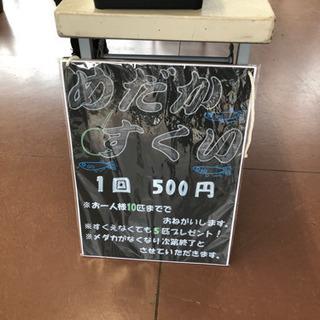 めだか
すくい
1回 500円
※お一人様10匹までで
おねがいします。
※すくえなくても5匹プレゼント!
※メダカがなくなり次第終了と
させていただきます。